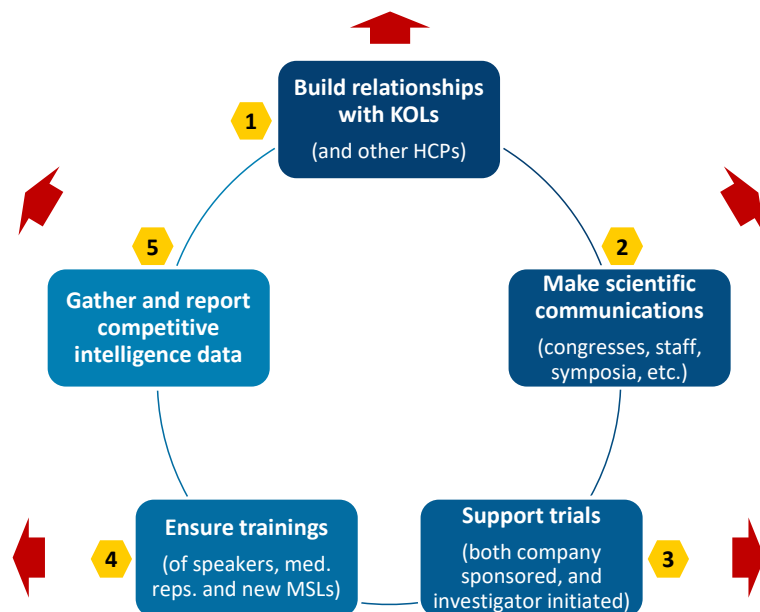 1
Build relationships
with KOLs
(and other HCPs)
2
Make scientific
communications
(congresses, staff,
symposia, etc.)
3
Support trials
(both company
sponsored, and
investigator initiated)
4
Ensure trainings
(of speakers, med.
reps. and new MSLs)
5
Gather and report
competitive
intelligence data